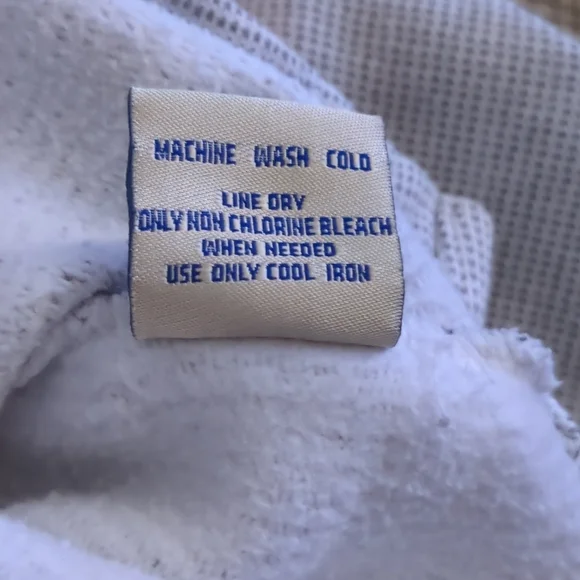 MACHINE WASH COLD
LINE DRY
ONLY NON CHLORINE BLEACH
WHEN NEEDED
USE ONLY COOL IRON